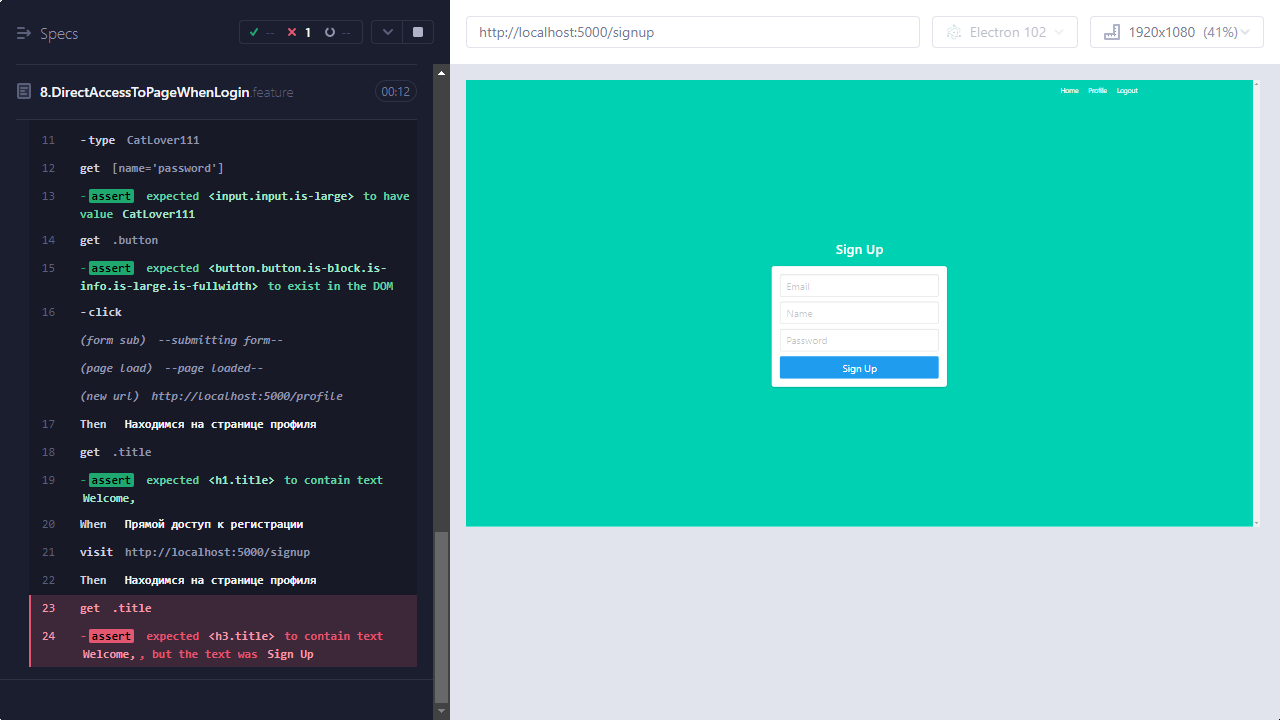 Specs
-- 1 --
http://localhost:5000/signup
Electron 102
1920x1080 (41%)
8.DirectAccessToPageWhenLogin feature
00:12
11 -type CatLover111
12 get [name='password']
13 -assert expected <input.input.is-large> to have
value CatLover111
14 get .button
15 -assert expected <button.button.is-block.is-
info.is-large.is-fullwidth> to exist in the DOM
16 -click
(form sub) --submitting form--
(page load) --page loaded--
(new url) http://localhost:5000/profile
17 Then Находимся на странице профиля
18 get .title
19 -assert expected <h1.title> to contain text
Welcome,
20 When Прямой доступ к регистрации
21 visit http://localhost:5000/signup
22 Then Находимся на странице профиля
23 get .title
24 -assert expected <h3.title> to contain text
Welcome, , but the text was Sign Up
Home Profile Logout
Sign Up
Email
Name
Password
Sign Up